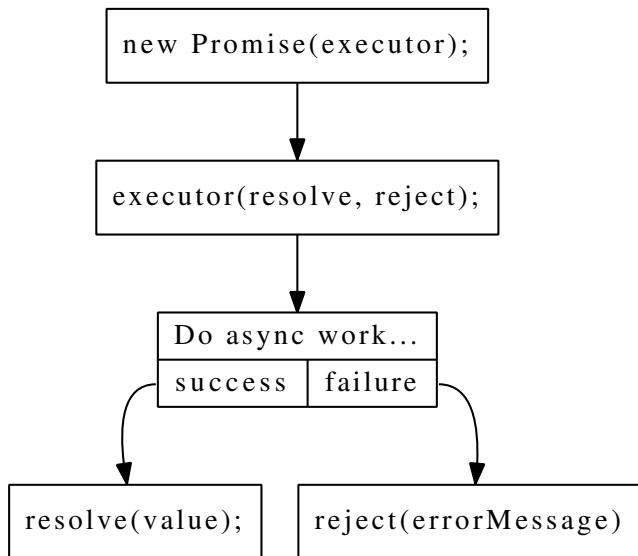 new Promise(executor);
executor(resolve, reject);
Do async work...
success failure
resolve(value); reject(errorMessage)